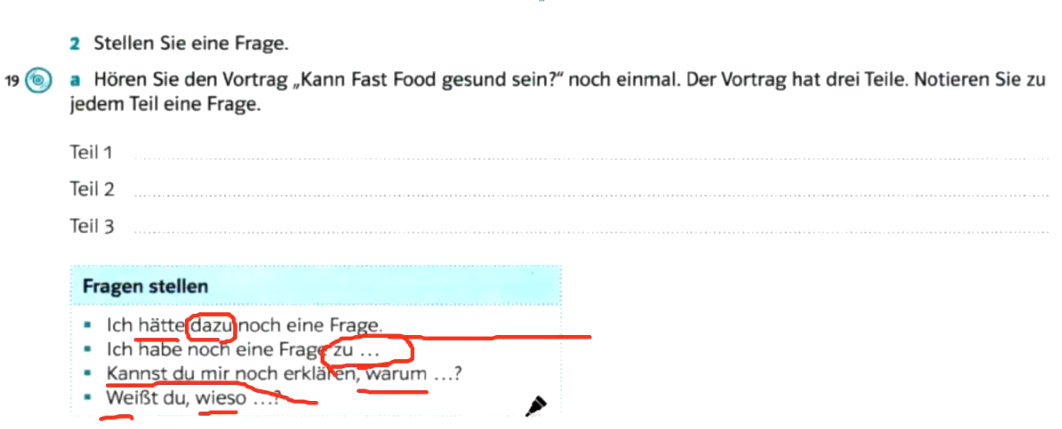 2 Stellen Sie eine Frage.
19 a Hören Sie den Vortrag „Kann Fast Food gesund sein?“ noch einmal. Der Vortrag hat drei Teile. Notieren Sie zu
jedem Teil eine Frage.
Teil 1
Teil 2
Teil 3
Fragen stellen
▪ Ich hätte dazu noch eine Frage.
▪ Ich habe noch eine Frage zu ...
▪ Kannst du mir noch erklären, warum ...?
▪ Weißt du, wieso ...?